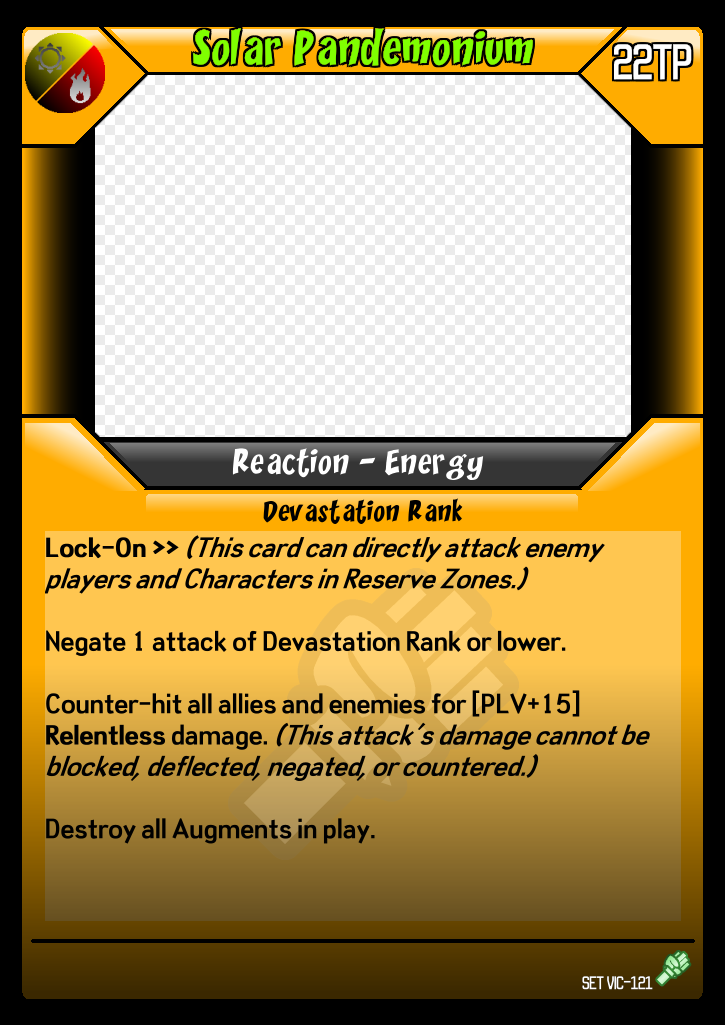 Solar Pandemonium
22TP
Reaction - Energy
Devastation Rank
Lock-On >> (This card can directly attack enemy
players and Characters in Reserve Zones.)
Negate 1 attack of Devastation Rank or lower.
Counter-hit all allies and enemies for [PLV+15]
Relentless damage. (This attack's damage cannot be
blocked, deflected, negated, or countered.)
Destroy all Augments in play.
SET VIC-121